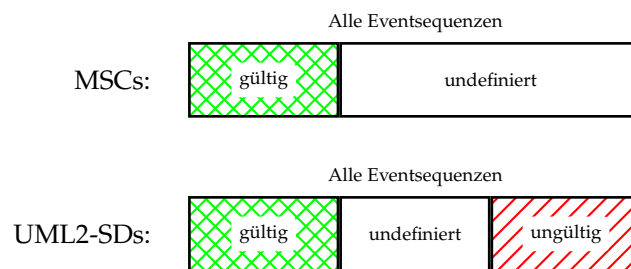 Alle Eventsequenzen
MSCs: gültig undefiniert
Alle Eventsequenzen
UML2-SDs: gültig undefiniert ungültig